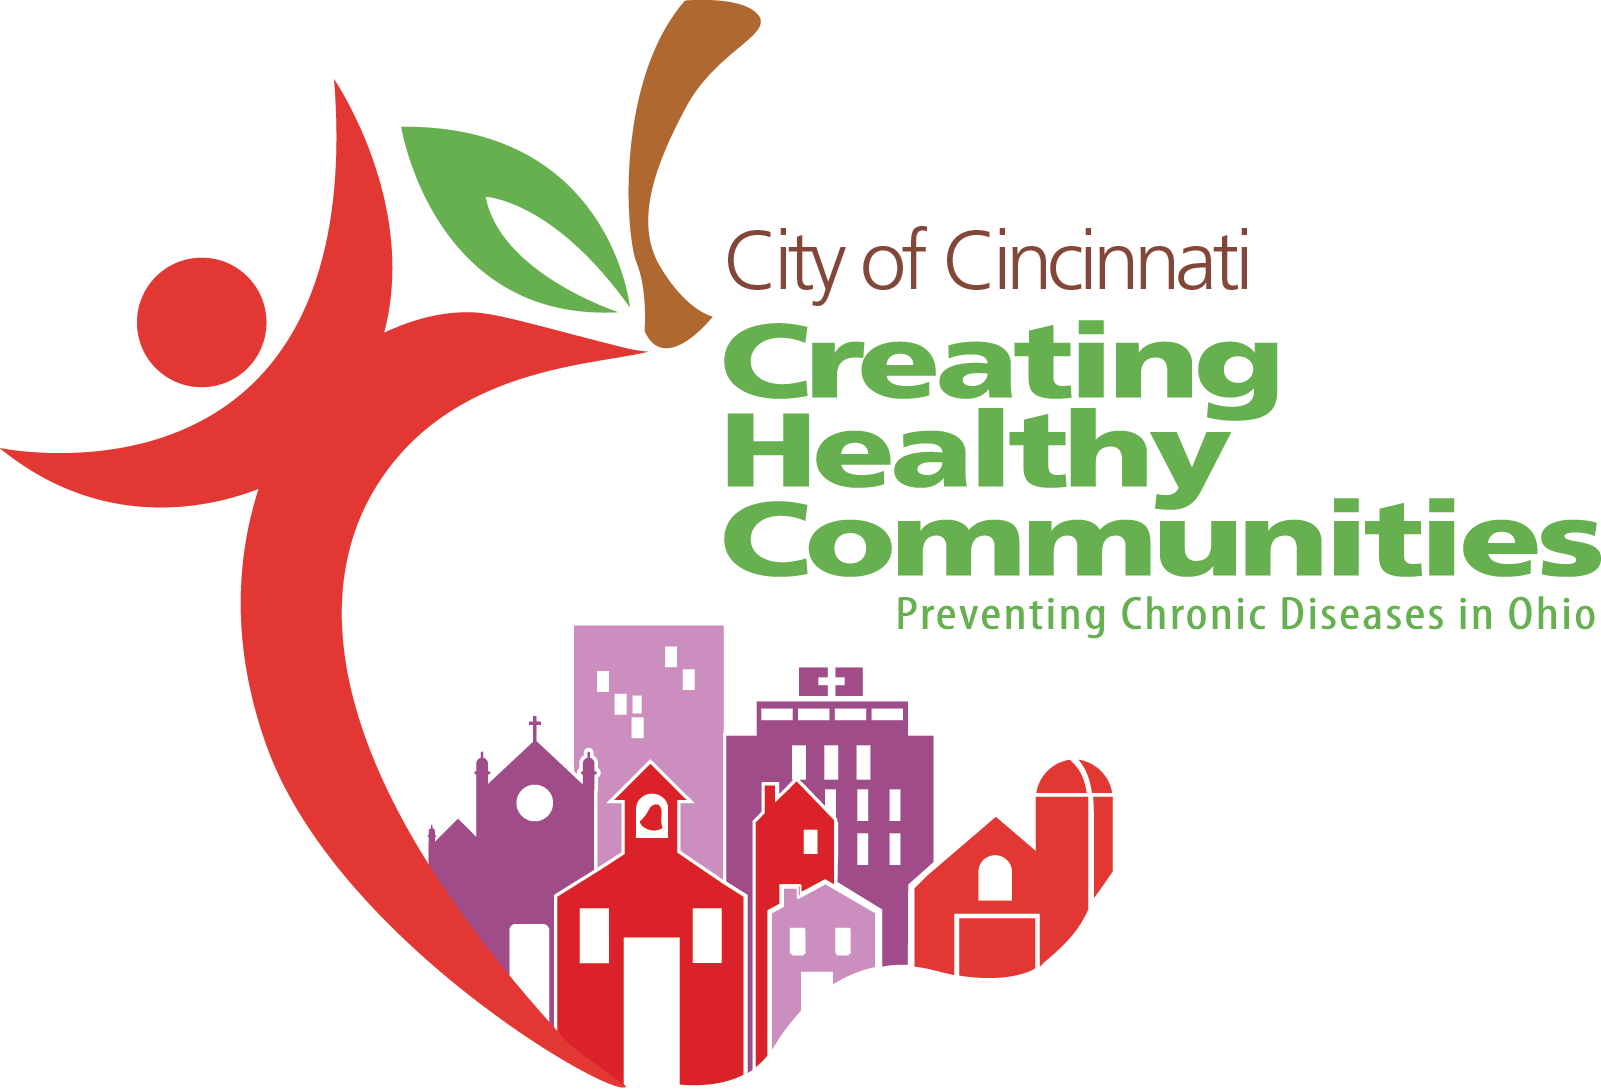 City of Cincinnati
Creating
Healthy
Communities
Preventing Chronic Diseases in Ohio